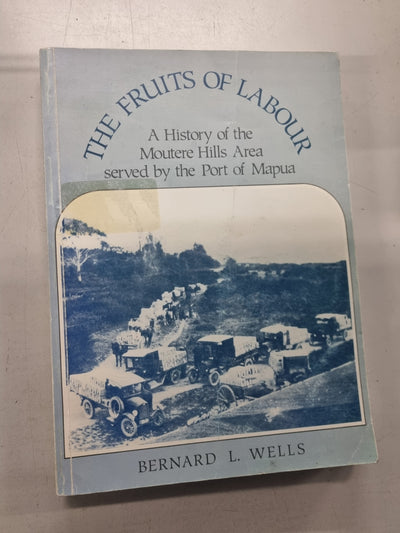 THE FRUITS OF LABOUR
A History of the
Moutere Hills Area
served by the Port of Mapua
BERNARD L. WELLS